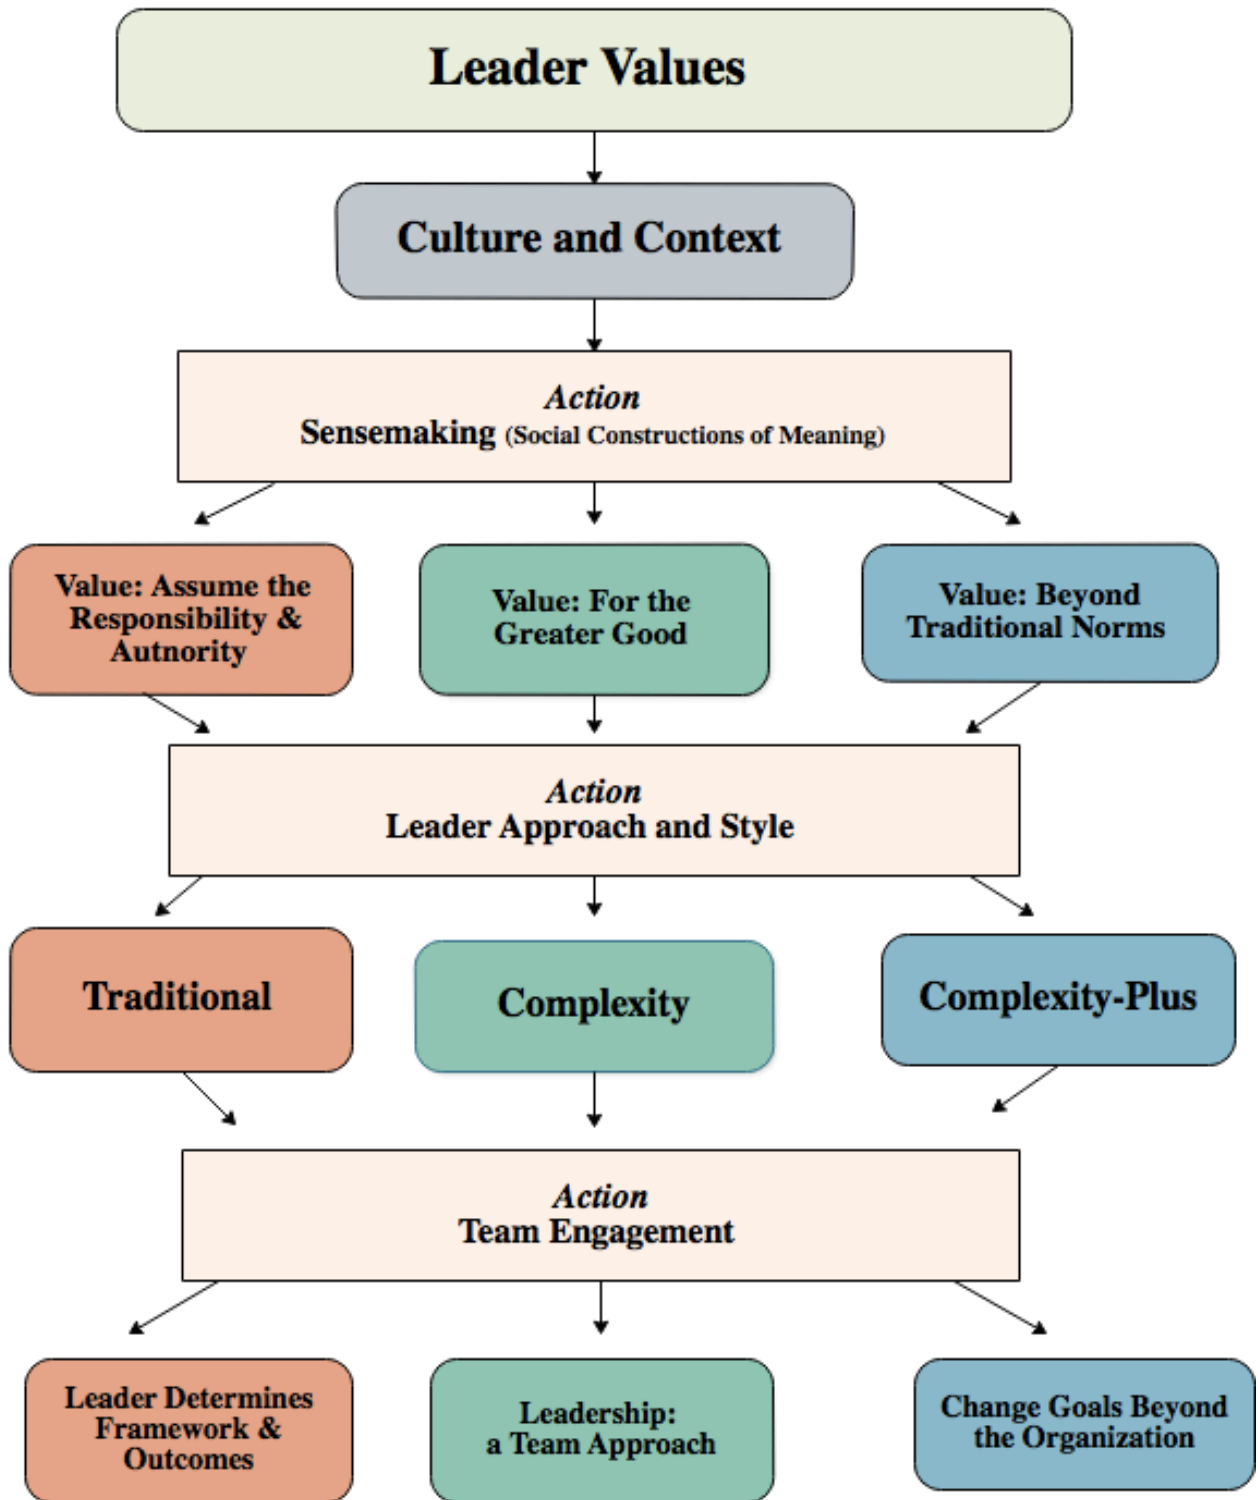 Leader Values
Culture and Context
Action
Sensemaking (Social Constructions of Meaning)
Value: Assume the
Responsibility &
Autnority
Value: For the
Greater Good
Value: Beyond
Traditional Norms
Action
Leader Approach and Style
Traditional
Complexity
Complexity-Plus
Action
Team Engagement
Leader Determines
Framework &
Outcomes
Leadership:
a Team Approach
Change Goals Beyond
the Organization